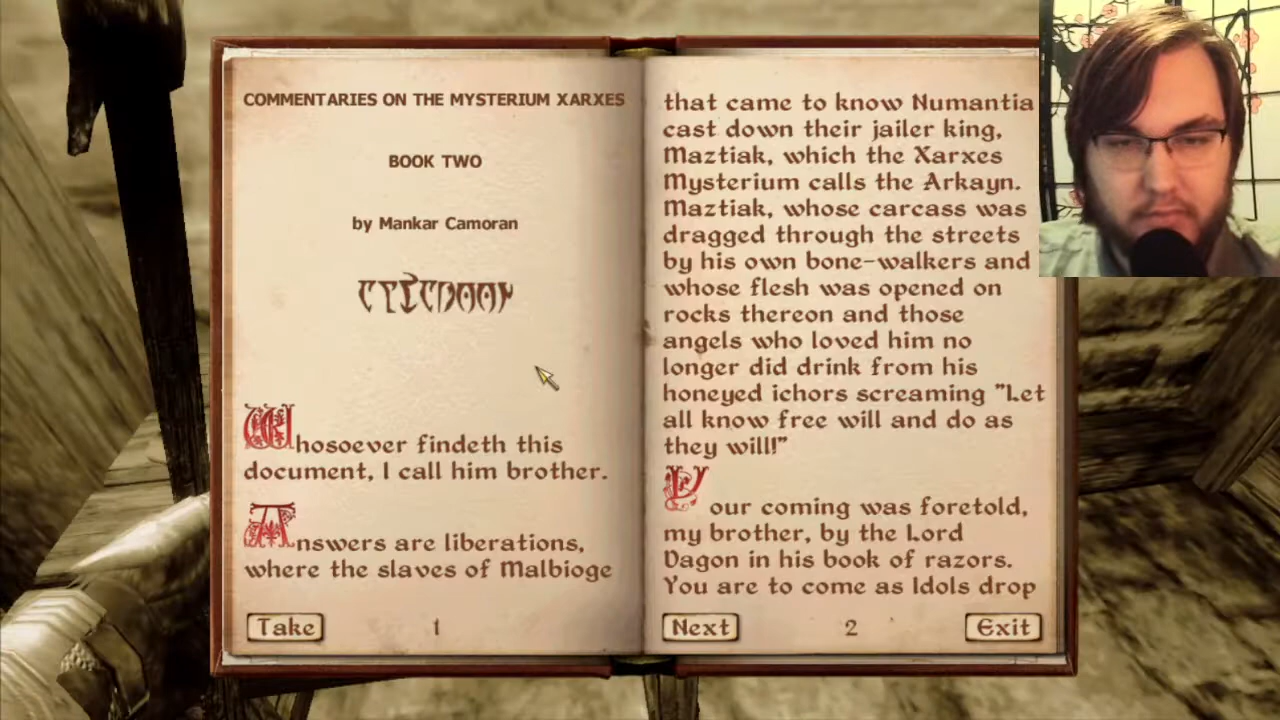 COMMENTARIES ON THE MYSTERIUM XARXES
BOOK TWO
by Mankar Camoran
Whosoever findeth this
document, I call him brother.
Answers are liberations,
where the slaves of Malbioge
Take
1
that came to know Numantia
cast down their jailer king,
Maztiak, which the Xarxes
Mysterium calls the Arkayn.
Maztiak, whose carcass was
dragged through the streets
by his own bone-walkers and
whose flesh was opened on
rocks thereon and those
angels who loved him no
longer did drink from his
honeyed ichors screaming "Let
all know free will and do as
they will!"
Your coming was foretold,
my brother, by the Lord
Dagon in his book of razors.
You are to come as Idols drop
Next
2
Exit